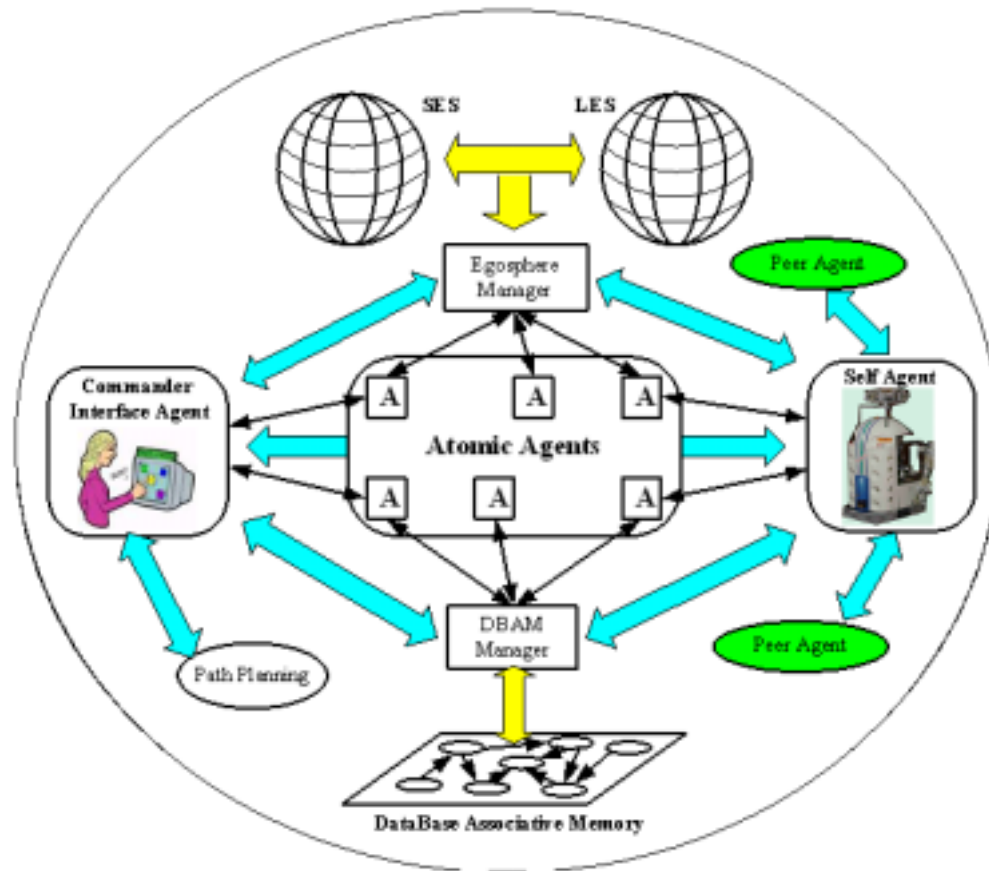 SES
LES
Egosphere
Manager
Peer Agent
Commander
Interface Agent
Self Agent
A
A
A
Atomic Agents
A
A
A
DBAM
Manager
Peer Agent
Path Planning
DataBase Associative Memory